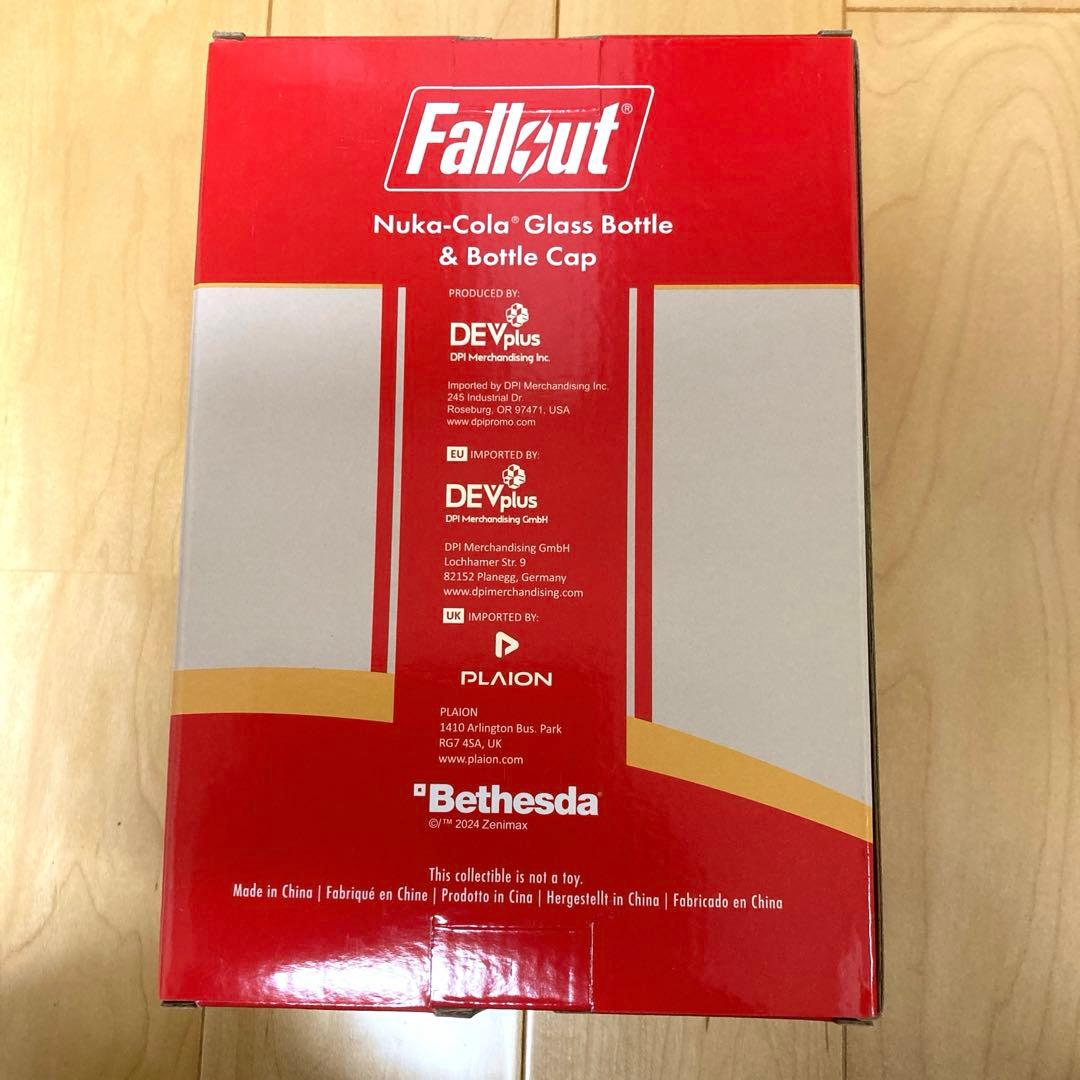 Fallout®
Nuka-Cola® Glass Bottle
& Bottle Cap
PRODUCED BY:
DEVplus
DPI Merchandising Inc.
Imported by DPI Merchandising Inc.
245 Industrial Dr.
Roseburg, OR 97471, USA
www.dpipromo.com
EU IMPORTED BY:
DEVplus
DPI Merchandising GmbH
DPI Merchandising GmbH
Lochhamer Str. 9
82152 Planegg, Germany
www.dpimerchandising.com
UK IMPORTED BY:
PLAION
PLAION
1410 Arlington Bus. Park
RG7 4SA, UK
www.plaion.com
Bethesda
©/™ 2024 Zenimax
This collectible is not a toy.
Made in China | Fabriqué en Chine | Prodotto in Cina | Hergestellt in China | Fabricado en China